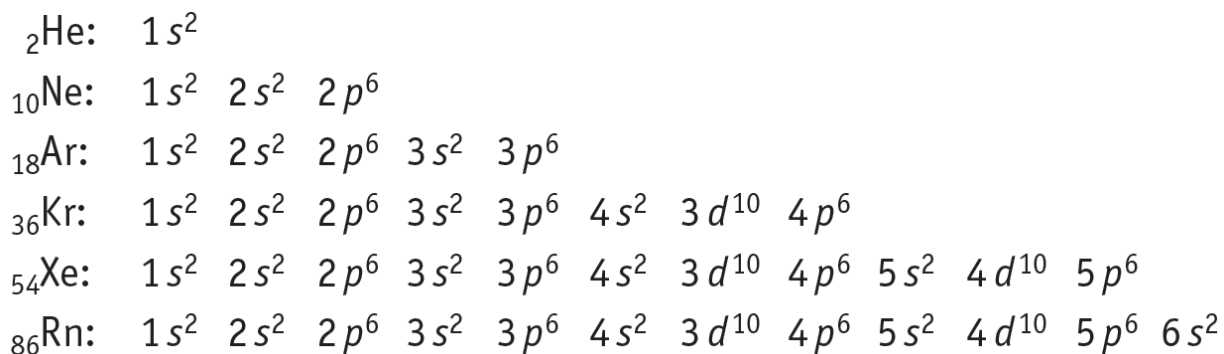 ₂He: 1s² 2
₁₀Ne: 1s² 2s² 2p⁶
₁₈Ar: 1s² 2s² 2p⁶ 3s² 3p⁶
₃₆Kr: 1s² 2s² 2p⁶ 3s² 3p⁶ 4s² 3d¹⁰ 4p⁶
₅₄Xe: 1s² 2s² 2p⁶ 3s² 3p⁶ 4s² 3d¹⁰ 4p⁶ 5s² 4d¹⁰ 5p⁶
₈₆Rn: 1s² 2s² 2p⁶ 3s² 3p⁶ 4s² 3d¹⁰ 4p⁶ 5s² 4d¹⁰ 5p⁶ 6s²